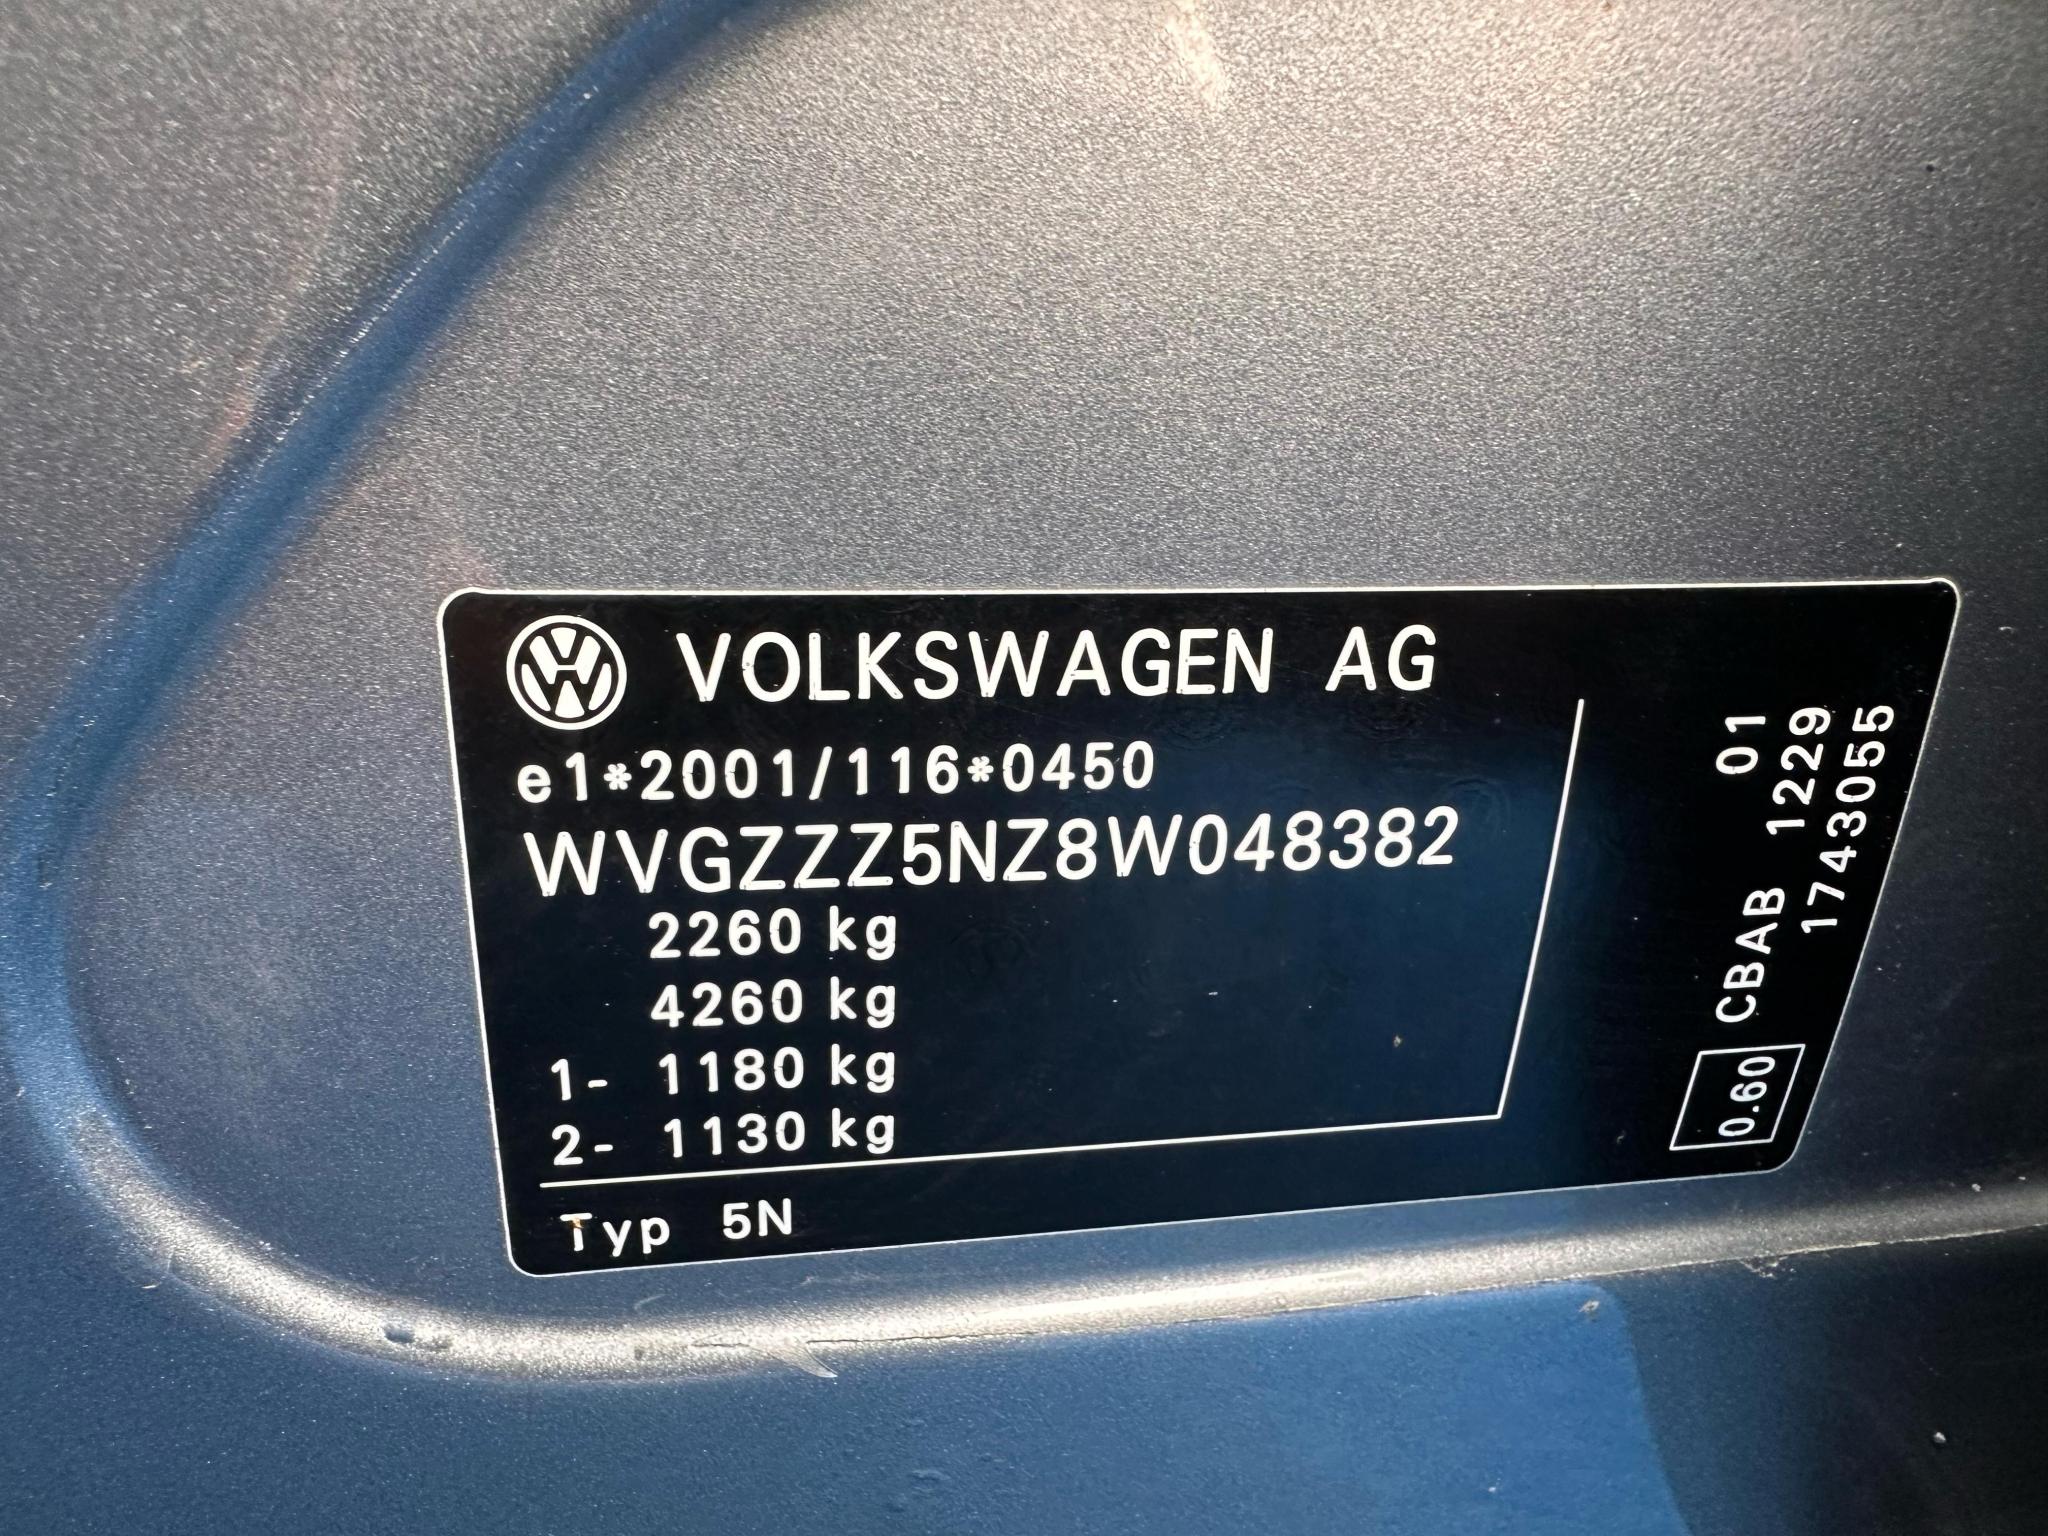 VOLKSWAGEN AG
e1*2001/116*0450
WVGZZZ5NZ8W048382
2260 kg
4260 kg
1- 1180 kg
2- 1130 kg
Typ 5N
0.60 CBAB 1229 01
1743055